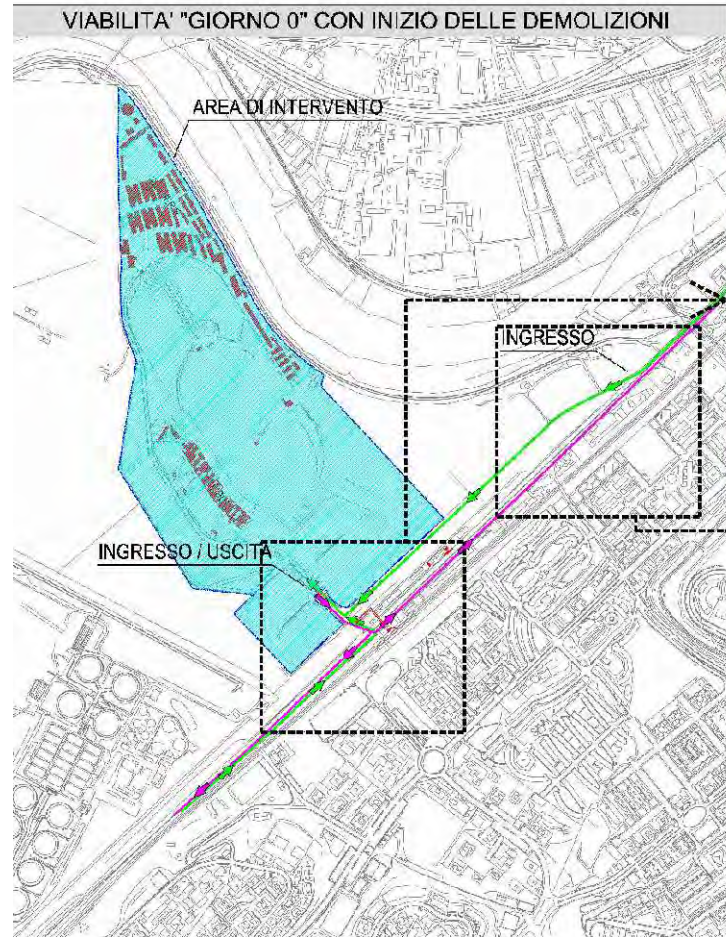 VIABILITA' "GIORNO 0" CON INIZIO DELLE DEMOLIZIONI
AREA DI INTERVENTO
INGRESSO
INGRESSO / USCITA